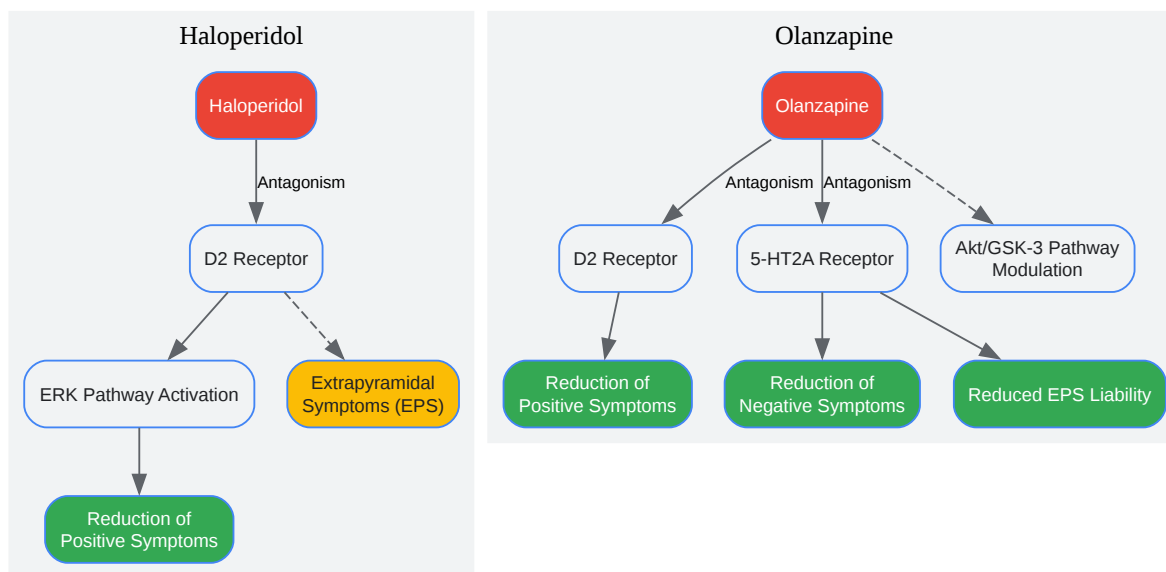 Haloperidol
Haloperidol
Antagonism
D2 Receptor
ERK Pathway Activation
Extrapyramidal
Symptoms (EPS)
Reduction of
Positive Symptoms
Olanzapine
Olanzapine
Antagonism
Antagonism
D2 Receptor
5-HT2A Receptor
Akt/GSK-3 Pathway
Modulation
Reduction of
Positive Symptoms
Reduction of
Negative Symptoms
Reduced EPS Liability